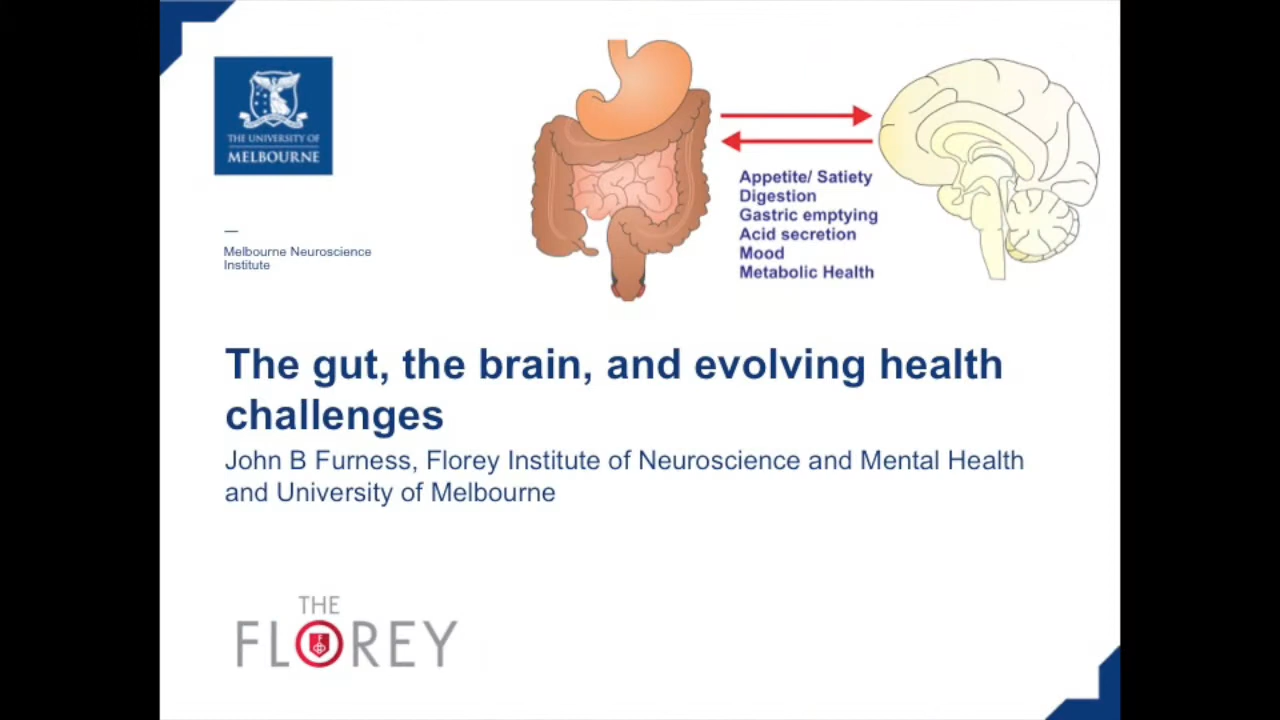 THE UNIVERSITY OF
MELBOURNE
Melbourne Neuroscience
Institute
Appetite/ Satiety
Digestion
Gastric emptying
Acid secretion
Mood
Metabolic Health
The gut, the brain, and evolving health
challenges
John B Furness, Florey Institute of Neuroscience and Mental Health
and University of Melbourne
THE
FLOREY